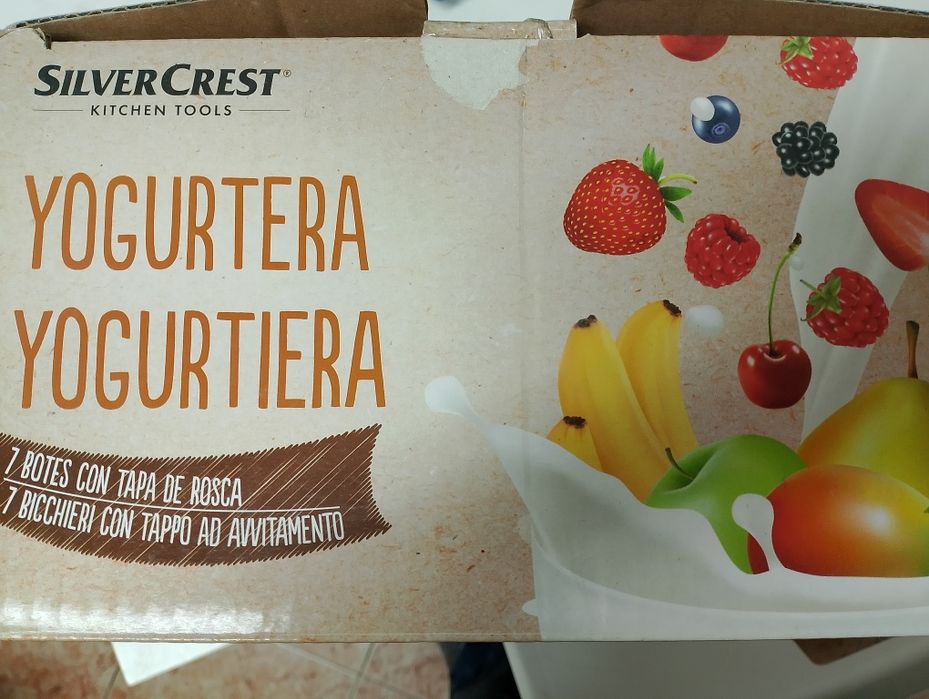 SILVERCREST®
KITCHEN TOOLS
YOGURTERA
YOGURTIERA
7 BOTES CON TAPA DE ROSCA
7 BICCHIERI CON TAPPO AD AVVITAMENTO